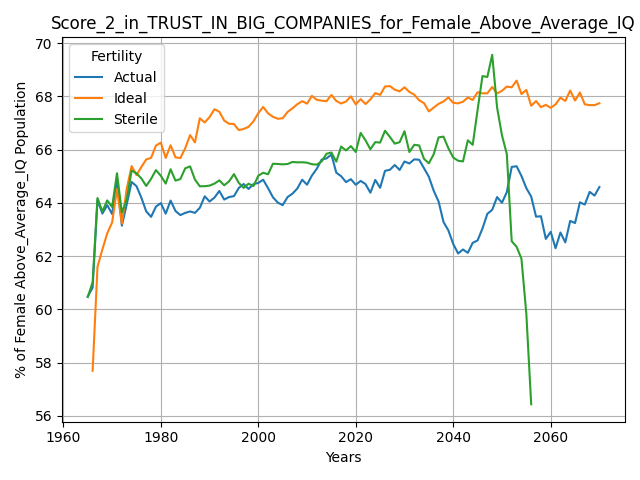 Score_2_in_TRUST_IN_BIG_COMPANIES_for_Female_Above_Average_IQ
Fertility
Actual
Ideal
Sterile
% of Female Above_Average_IQ Population
70
68
66
64
62
60
58
56
1960
1980
2000
2020
2040
2060
Years